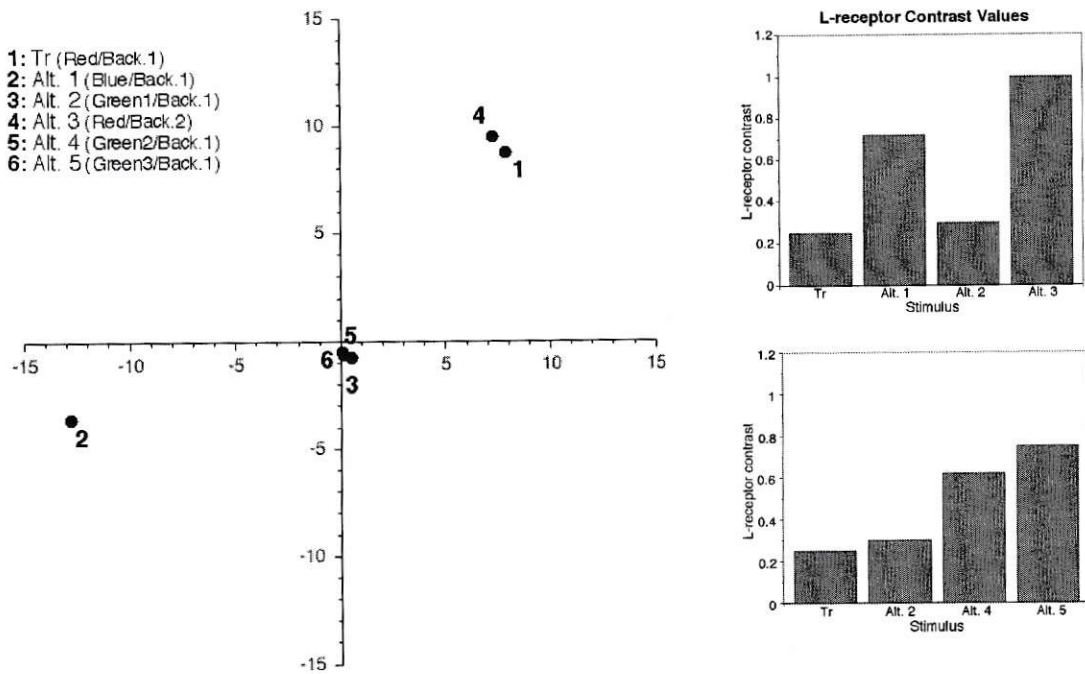 1: Tr (Red/Back.1)
2: Alt. 1 (Blue/Back.1)
3: Alt. 2 (Green1/Back.1)
4: Alt. 3 (Red/Back.2)
5: Alt. 4 (Green2/Back.1)
6: Alt. 5 (Green3/Back.1)
15
10
5
-15
-10
-5
5
10
15
-5
-10
-15
4
1
5
6
3
2
L-receptor Contrast Values
L-receptor contrast
1.2
1
0.8
0.6
0.4
0.2
0
Tr
Alt. 1
Alt. 2
Alt. 3
Stimulus
L-receptor contrast
1.2
1
0.8
0.6
0.4
0.2
0
Tr
Alt. 2
Alt. 4
Alt. 5
Stimulus